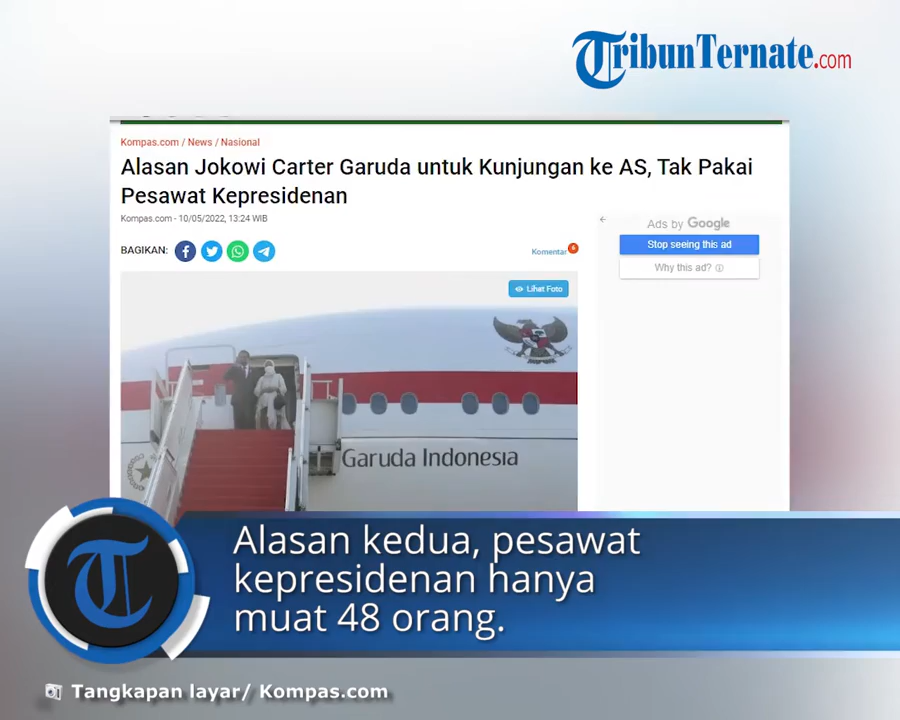 TribunTernate.com
Kompas.com / News / Nasional
Alasan Jokowi Carter Garuda untuk Kunjungan ke AS, Tak Pakai
Pesawat Kepresidenan
Kompas.com - 10/05/2022, 13:24 WIB
BAGIKAN:
Komentar 6
Ads by Google
Stop seeing this ad
Why this ad?
Lihat Foto
Garuda Indonesia
Alasan kedua, pesawat
kepresidenan hanya
muat 48 orang.
T
Tangkapan layar/ Kompas.com